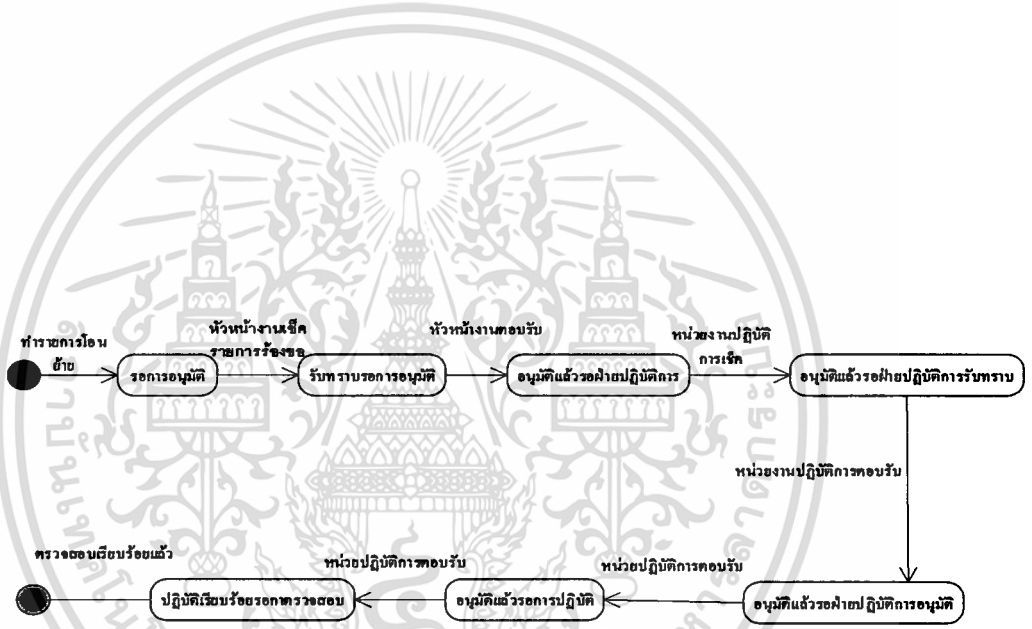 ทำรายการโอน
ย้าย
รอการอนุมัติ
หัวหน้างานเช็ค
รายการร้องขอ
รับทราบรอการอนุมัติ
หัวหน้างานตอบรับ
อนุมัติแล้วรอฝ่ายปฏิบัติการ
หน่วยงานปฏิบัติ
การเช็ค
อนุมัติแล้วรอฝ่ายปฏิบัติการรับทราบ
หน่วยงานปฏิบัติการตอบรับ
อนุมัติแล้วรอฝ่ายปฏิบัติการอนุมัติ
หน่วยปฏิบัติการตอบรับ
อนุมัติแล้วรอการปฏิบัติ
หน่วยปฏิบัติการตอบรับ
ปฏิบัติเรียบร้อยรอกาตรวจสอบ
ตรวจสอบเรียบร้อยแล้ว